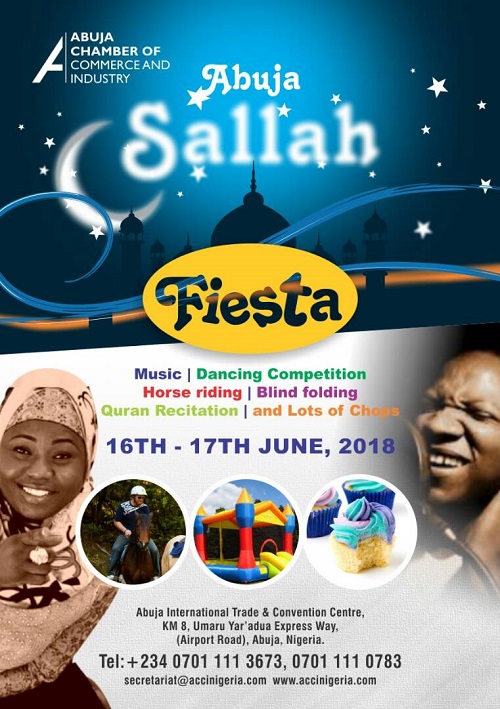 ABUJA
CHAMBER OF
COMMERCE AND
INDUSTRY
Abuja
Sallah
Fiesta
Music | Dancing Competition
Horse riding | Blind folding
Quran Recitation | and Lots of Chops
16TH - 17TH JUNE, 2018
Abuja International Trade & Convention Centre,
KM 8, Umaru Yar'adua Express Way,
(Airport Road), Abuja, Nigeria.
Tel:+234 0701 111 3673, 0701 111 0783
secretariat@accinigeria.com www.accinigeria.com